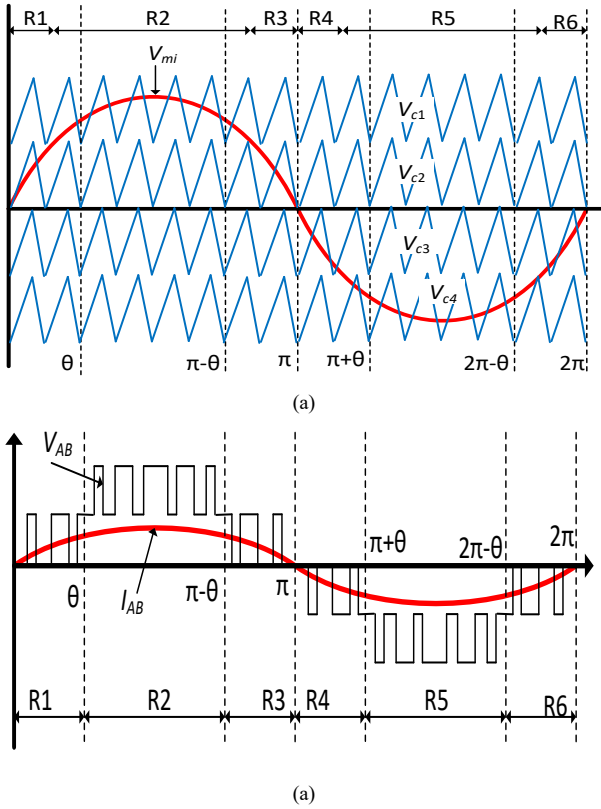 R1 R2 R3 R4 R5 R6
Vmi
Vc1
Vc2
Vc3
Vc4
θ π-θ π π+θ 2π-θ 2π
(a)
VAB
π+θ 2π-θ 2π
θ IAB π-θ π
R1 R2 R3 R4 R5 R6
(a)